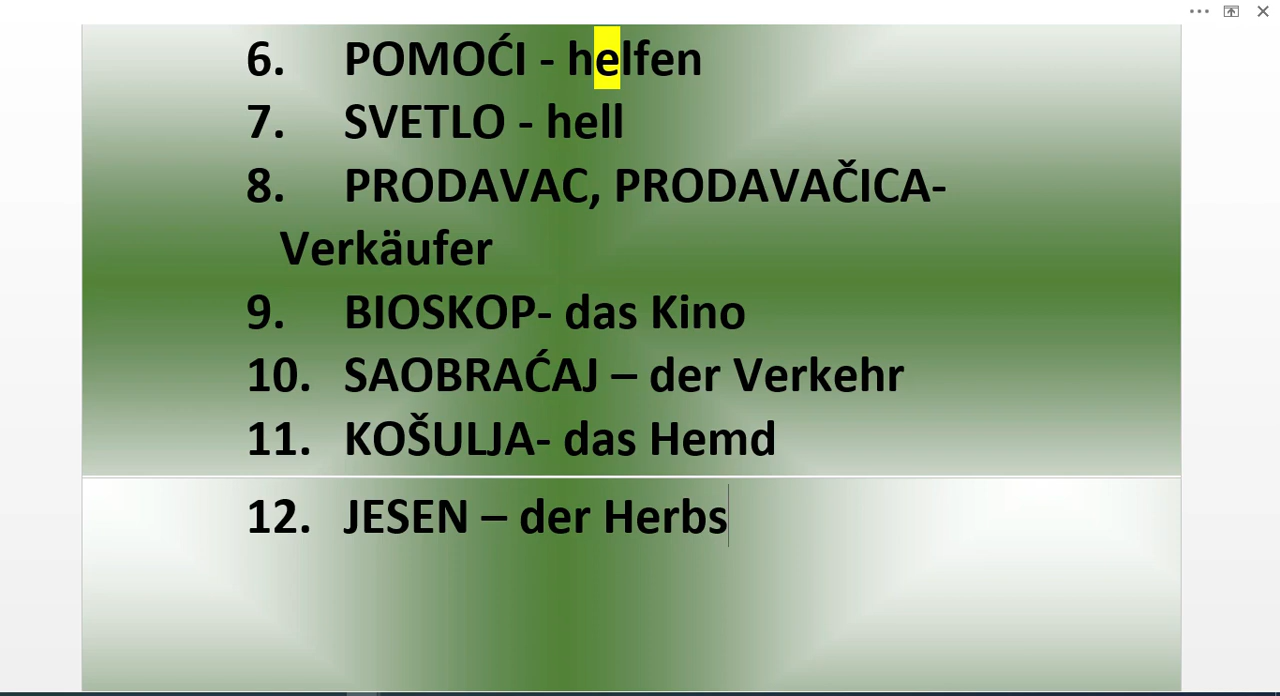 6. POMOĆI - helfen
7. SVETLO - hell
8. PRODAVAC, PRODAVAČICA-
Verkäufer
9. BIOSKOP- das Kino
10. SAOBRAĆAJ – der Verkehr
11. KOŠULJA- das Hemd
12. JESEN – der Herbs